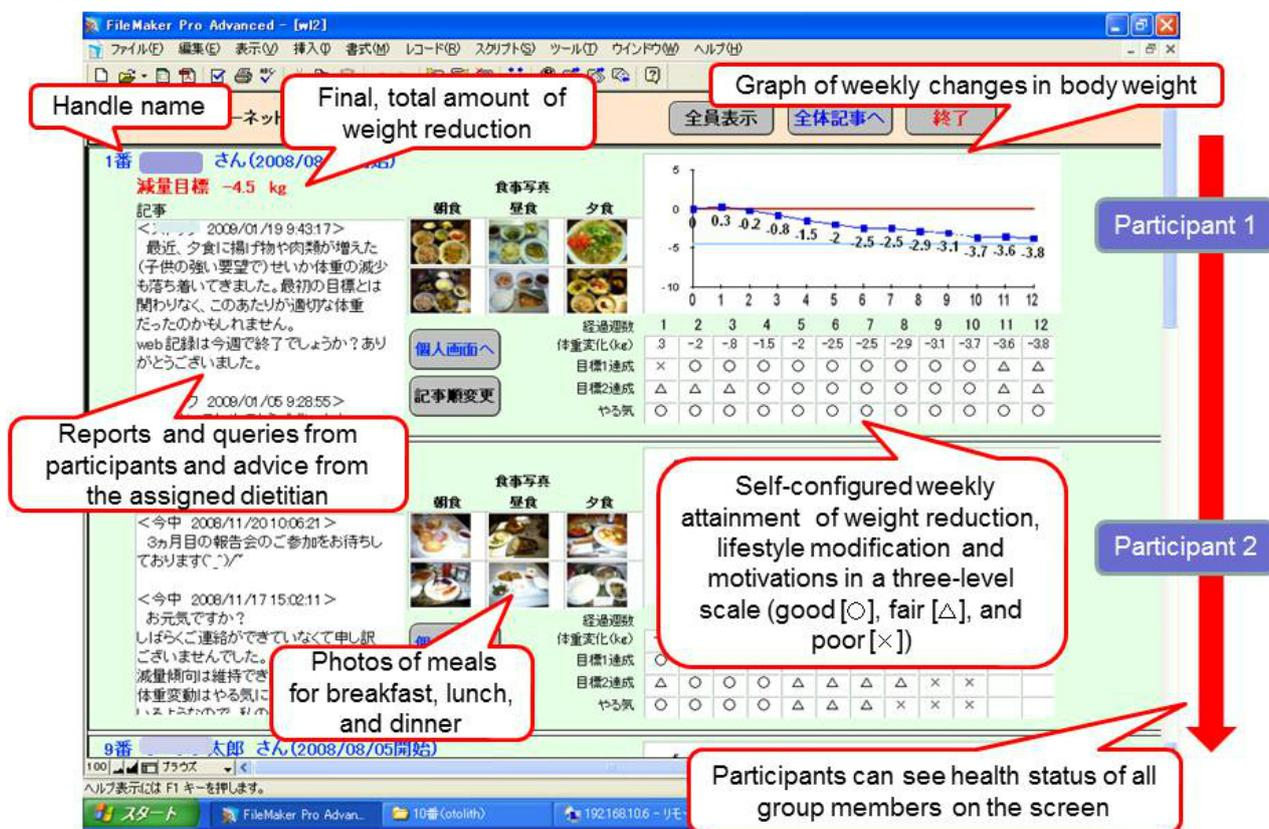 FileMaker Pro Advanced - [wl2]
ファイル(F) 編集(E) 表示(V) 挿入(I) 書式(M) レコード(R) スクリプト(S) ツール(T) ウインドウ(W) ヘルプ(H)
Handle name
Final, total amount of
weight reduction
Graph of weekly changes in body weight
ーネット
全員表示
全体記事へ
終了
1番
さん(2008/08
始)
減量目標 -4.5 kg
記事
2009/01/19 9:43:17>
最近、夕食に揚げ物や肉類が増えた
(子供の強い要望で)せいか体重の減少
も落ち着いてきました。最初の目標とは
関わりなく、このあたりが適切な体重
だったのかもしれません。
web記録は今週で終了でしょうか?あり
がとうございました。
2009/01/05 9:28:55>
食事写真
朝食 昼食 夕食
個人画面へ
記事順変更
5
0
-5
-10
0 0.3 -0.2 -0.8 -1.5 -2 -2.5 -2.5 -2.9 -3.1 -3.7 -3.6 -3.8
0 1 2 3 4 5 6 7 8 9 10 11 12
経過週数 1 2 3 4 5 6 7 8 9 10 11 12
体重変化(kg) .3 -.2 -.8 -1.5 -2 -2.5 -2.5 -2.9 -3.1 -3.7 -3.6 -3.8
目標1達成 × ○ ○ ○ ○ ○ ○ ○ ○ ○ △ △
目標2達成 △ △ △ ○ ○ ○ ○ ○ ○ ○ △ △
やる気 ○ ○ ○ ○ ○ ○ ○ ○ ○ ○ ○ ○
Participant 1
Reports and queries from
participants and advice from
the assigned dietitian
<今中 2008/11/20 10:06:21>
3ヵ月目の報告会のご参加をお待ちし
ております(^_^)/~
<今中 2008/11/17 15:02:11>
お元気ですか?
しばらくご連絡ができていなくて申し訳
ございませんでした。
減量傾向は維持でき
体重変動はやる気に
食事写真
朝食 昼食 夕食
Photos of meals
for breakfast, lunch,
and dinner
Self-configured weekly
attainment of weight reduction,
lifestyle modification and
motivations in a three-level
scale (good [○], fair [△], and
poor [×])
経過週数
体重変化(kg)
目標1達成 ○
目標2達成 △ ○ ○ ○ △ △ △ △ × ×
やる気 ○ ○ ○ ○ △ △ △ × × ×
Participant 2
Participants can see health status of all
group members on the screen
9番
太郎 さん(2008/08/05開始)
100
ブラウズ
ヘルプ表示には F1 キーを押します。
スタート
FileMaker Pro Advan...
10番(otolith)
192.168.10.6 - リモ